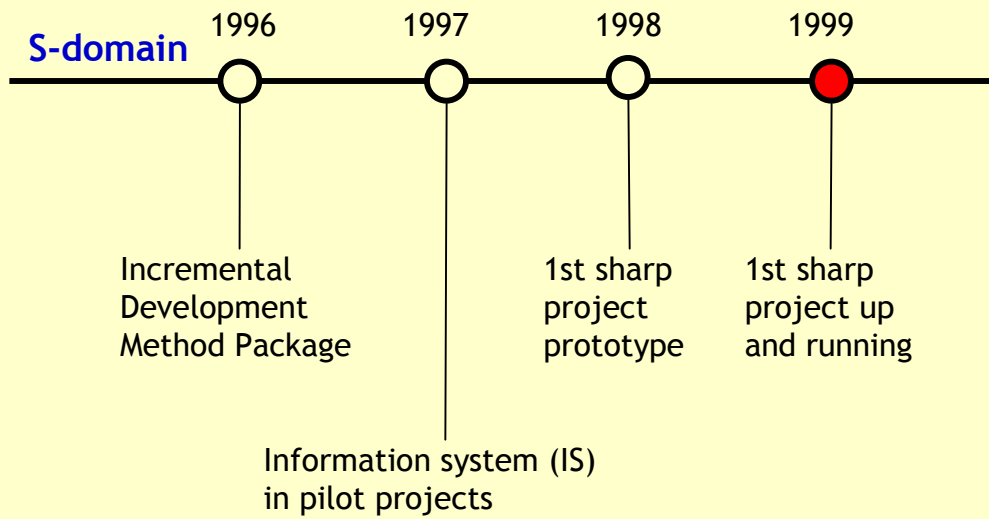 1996
1997
1998
1999
S-domain
Incremental
Development
Method Package
Information system (IS)
in pilot projects
1st sharp
project
prototype
1st sharp
project up
and running